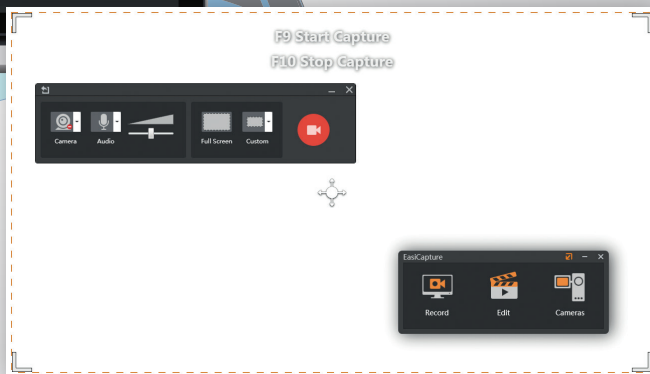 F9 Start Capture
F10 Stop Capture
Camera
Audio
Full Screen
Custom
EasiCapture
Record
Edit
Cameras